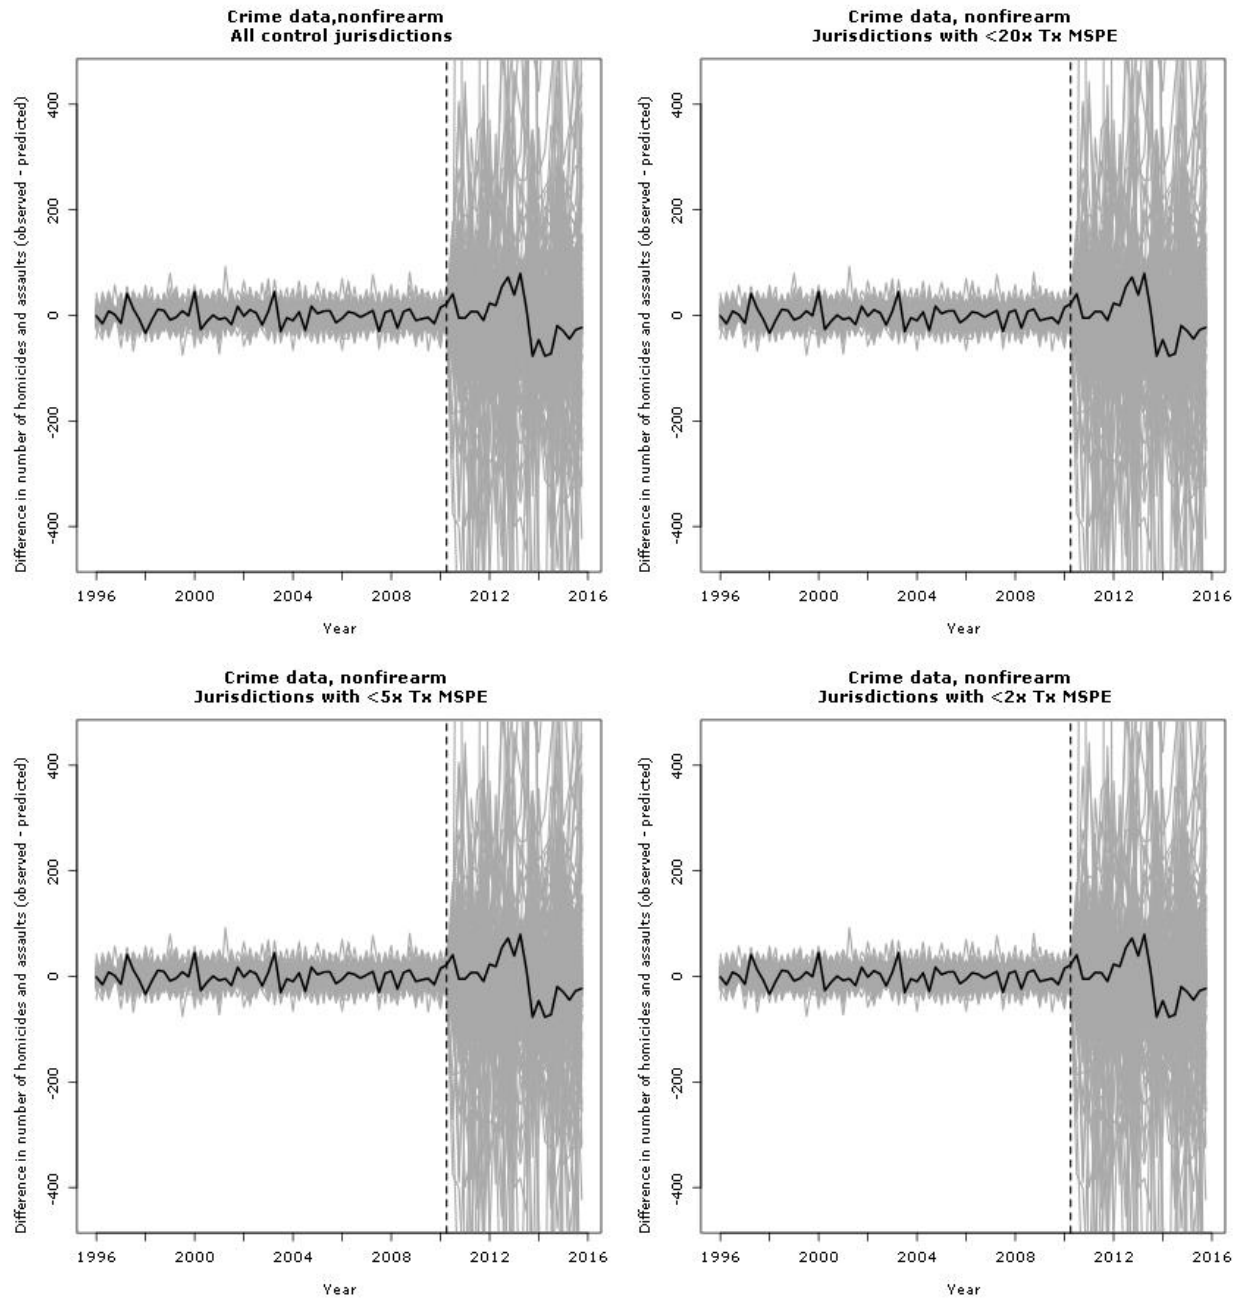 Crime data,nonfirearm
All control jurisdictions
Difference in number of homicides and assaults (observed - predicted)
400
200
0
-200
-400
1996 2000 2004 2008 2012 2016
Year
Crime data, nonfirearm
Jurisdictions with <20x Tx MSPE
Difference in number of homicides and assaults (observed - predicted)
400
200
0
-200
-400
1996 2000 2004 2008 2012 2016
Year
Crime data, nonfirearm
Jurisdictions with <5x Tx MSPE
Difference in number of homicides and assaults (observed - predicted)
400
200
0
-200
-400
1996 2000 2004 2008 2012 2016
Year
Crime data, nonfirearm
Jurisdictions with <2x Tx MSPE
Difference in number of homicides and assaults (observed - predicted)
400
200
0
-200
-400
1996 2000 2004 2008 2012 2016
Year